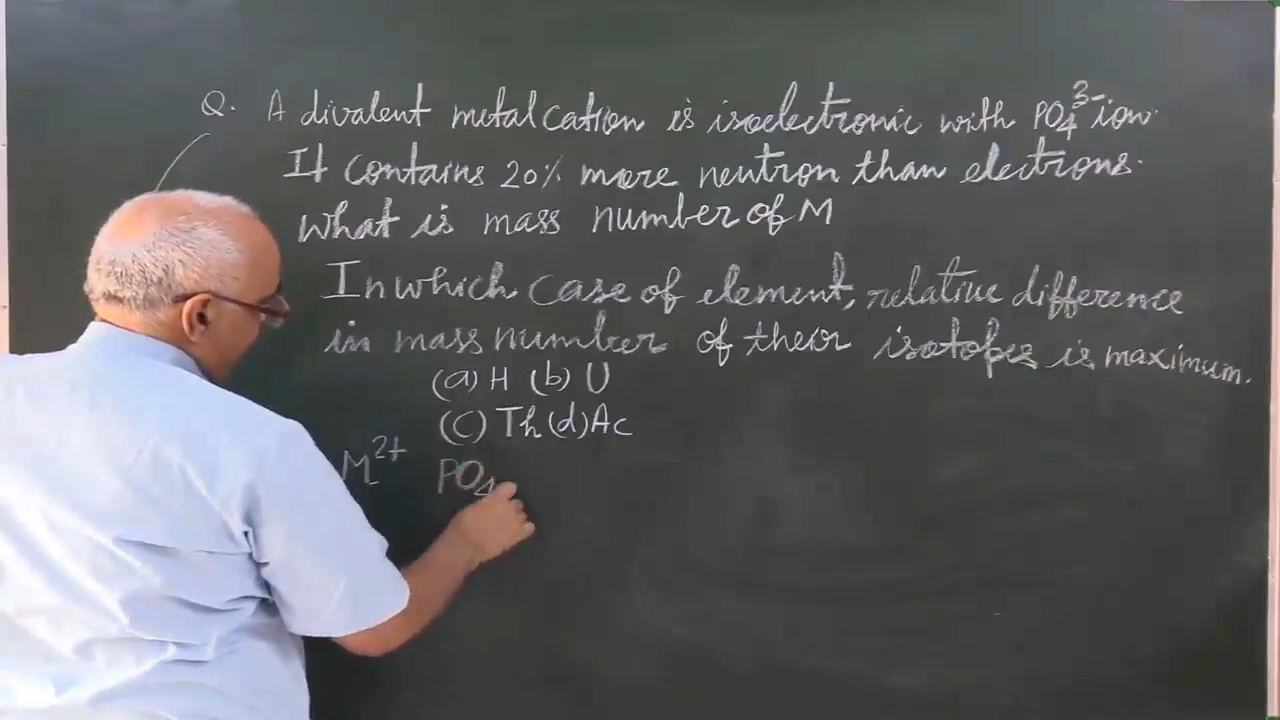 Q. A divalent metal cation is isoelectronic with PO₄³⁻ ion.
It contains 20% more neutron than electrons.
What is mass number of M
In which case of element, relative difference
in mass number of their isotopes is maximum.
(a) H (b) U
(C) Th (d) Ac
M²⁺ PO₄